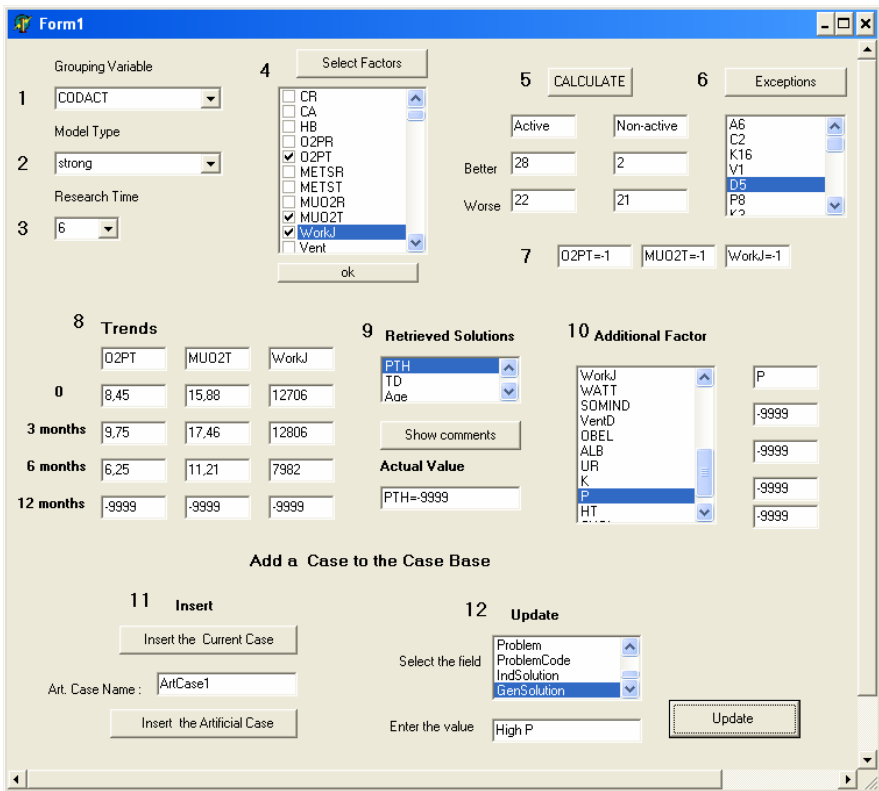 Form1
Grouping Variable
1
CODACT
Model Type
2
strong
Research Time
3
6
4
Select Factors
CR
CA
HB
O2PR
O2PT
METSR
METST
MUO2R
MUO2T
WorkJ
Vent
ok
5
CALCULATE
Active
Non-active
Better
28
2
Worse
22
21
6
Exceptions
A6
C2
K16
V1
D5
P8
K3
7
O2PT=-1
MUO2T=-1
WorkJ=-1
8
Trends
O2PT
MUO2T
WorkJ
0
8,45
15,88
12706
3 months
9,75
17,46
12806
6 months
6,25
11,21
7982
12 months
-9999
-9999
-9999
9
Retrieved Solutions
PTH
TD
Age
Show comments
Actual Value
PTH=-9999
10
Additional Factor
WorkJ
WATT
SOMIND
VentD
OBEL
ALB
UR
K
P
HT
P
-9999
-9999
-9999
-9999
Add a Case to the Case Base
11
Insert
Insert the Current Case
Art. Case Name :
ArtCase1
Insert the Artificial Case
12
Update
Select the field
Problem
ProblemCode
IndSolution
GenSolution
Enter the value
High P
Update